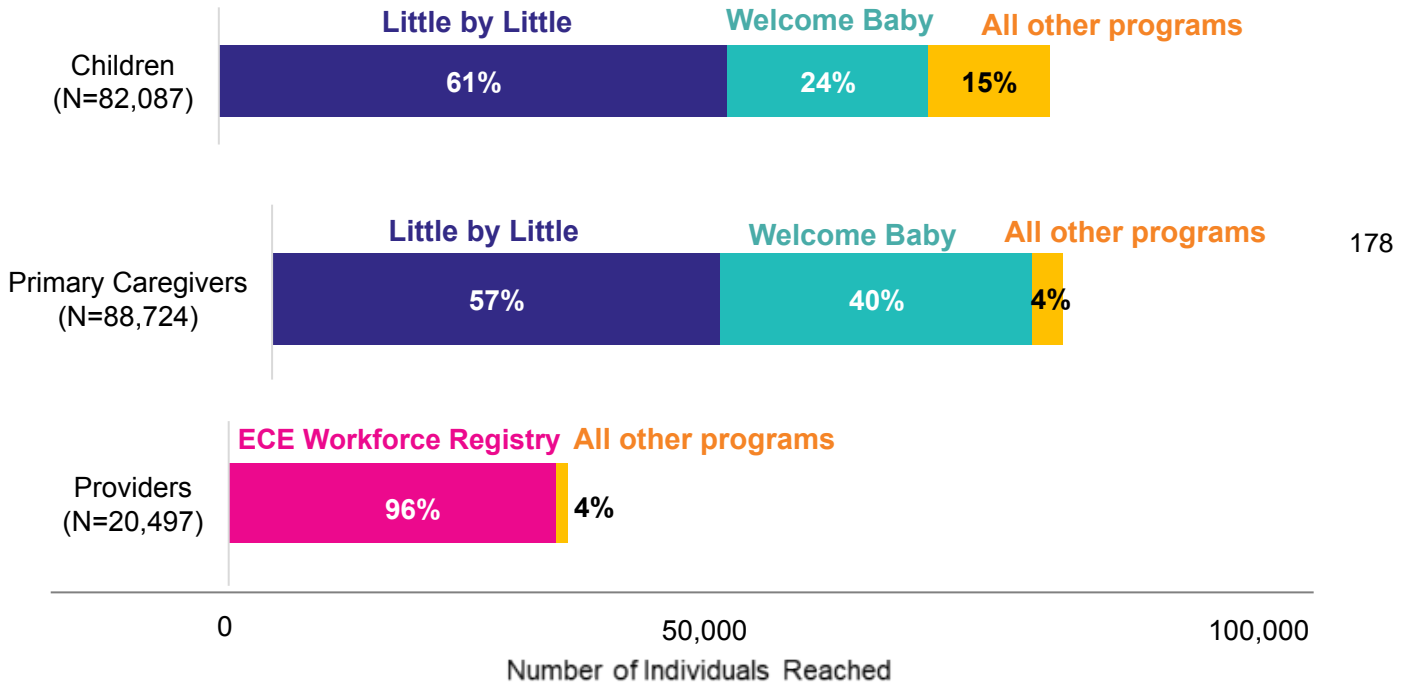 Little by Little Welcome Baby All other programs
Children
(N=82,087)
61% 24% 15%
Little by Little Welcome Baby All other programs
178
Primary Caregivers
(N=88,724)
57% 40% 4%
ECE Workforce Registry All other programs
Providers
(N=20,497)
96% 4%
0 50,000 100,000
Number of Individuals Reached